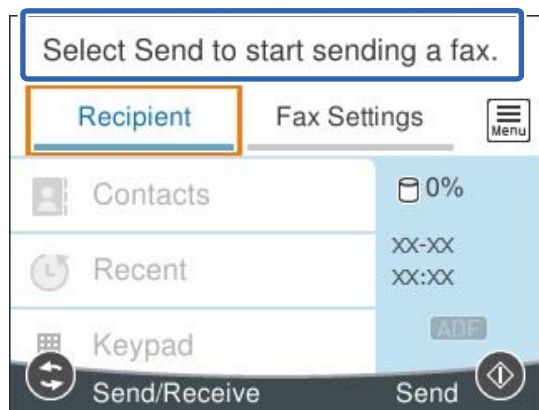 Select Send to start sending a fax.
Recipient Fax Settings Menu
Contacts 0%
XX-XX
Recent XX:XX
Keypad ADF
Send/Receive Send